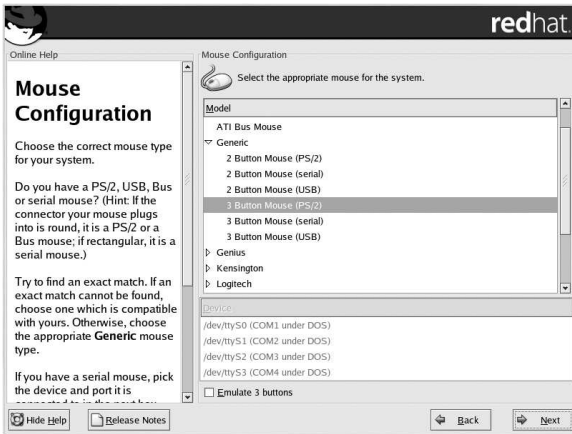 redhat.
Online Help
Mouse
Configuration
Choose the correct mouse type
for your system.
Do you have a PS/2, USB, Bus
or serial mouse? (Hint: If the
connector your mouse plugs
into is round, it is a PS/2 or a
Bus mouse; if rectangular, it is a
serial mouse.)
Try to find an exact match. If an
exact match cannot be found,
choose one which is compatible
with yours. Otherwise, choose
the appropriate Generic mouse
type.
If you have a serial mouse, pick
the device and port it is
Mouse Configuration
Select the appropriate mouse for the system.
Model
ATI Bus Mouse
Generic
2 Button Mouse (PS/2)
2 Button Mouse (serial)
2 Button Mouse (USB)
3 Button Mouse (PS/2)
3 Button Mouse (serial)
3 Button Mouse (USB)
Genius
Kensington
Logitech
Device
/dev/ttyS0 (COM1 under DOS)
/dev/ttyS1 (COM2 under DOS)
/dev/ttyS2 (COM3 under DOS)
/dev/ttyS3 (COM4 under DOS)
Emulate 3 buttons
Hide Help
Release Notes
Back
Next